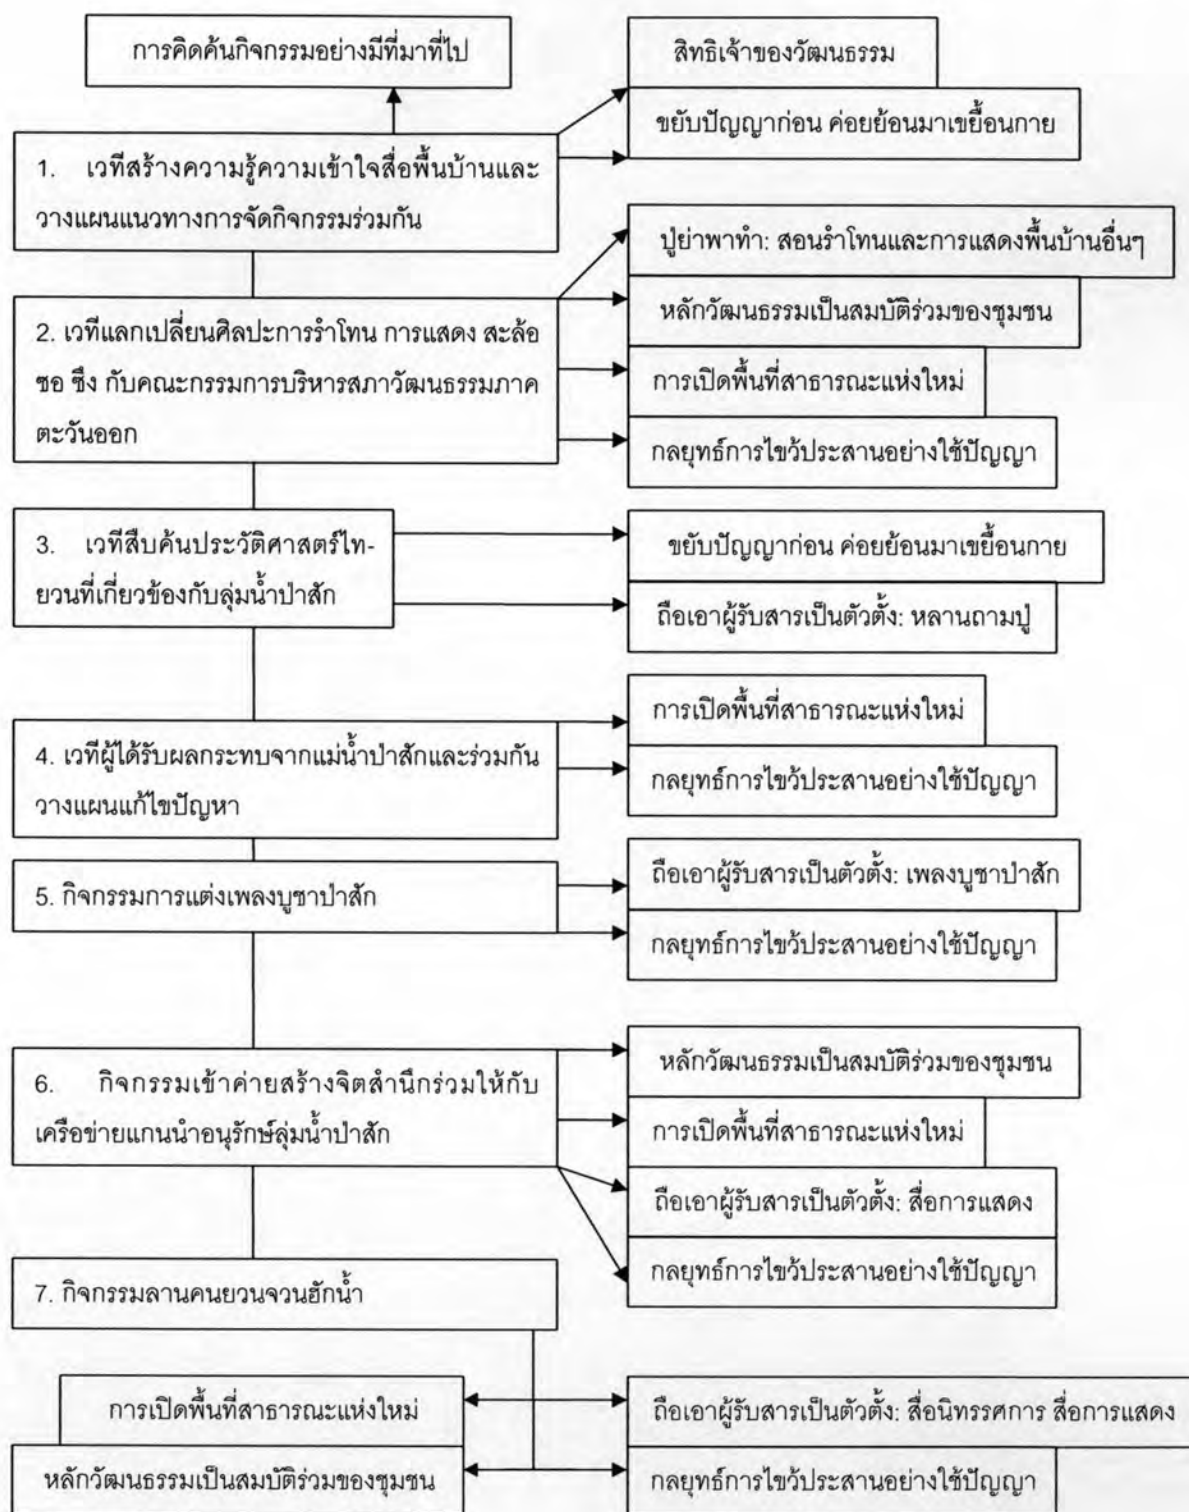 การคิดค้นกิจกรรมอย่างมีที่มาที่ไป
สิทธิเจ้าของวัฒนธรรม
ขยับปัญญาก่อน ค่อยย้อนมาเขยื้อนกาย
1. เวทีสร้างความรู้ความเข้าใจสื่อพื้นบ้านและ
วางแผนแนวทางการจัดกิจกรรมร่วมกัน
ปู่ย่าพาทำ: สอนรำโทนและการแสดงพื้นบ้านอื่นๆ
หลักวัฒนธรรมเป็นสมบัติร่วมของชุมชน
2. เวทีแลกเปลี่ยนศิลปะการรำโทน การแสดง สะล้อ
ซอ ซึง กับคณะกรรมการบริหารสภาวัฒนธรรมภาค
ตะวันออก
การเปิดพื้นที่สาธารณะแห่งใหม่
กลยุทธ์การไขว้ประสานอย่างใช้ปัญญา
3. เวทีสืบค้นประวัติศาสตร์ไท-
ยวนที่เกี่ยวข้องกับลุ่มน้ำป่าสัก
ขยับปัญญาก่อน ค่อยย้อนมาเขยื้อนกาย
ถือเอาผู้รับสารเป็นตัวตั้ง: หลานถามปู่
การเปิดพื้นที่สาธารณะแห่งใหม่
4. เวทีผู้ได้รับผลกระทบจากแม่น้ำป่าสักและร่วมกัน
วางแผนแก้ไขปัญหา
กลยุทธ์การไขว้ประสานอย่างใช้ปัญญา
5. กิจกรรมการแต่งเพลงบูชาป่าสัก
ถือเอาผู้รับสารเป็นตัวตั้ง: เพลงบูชาป่าสัก
กลยุทธ์การไขว้ประสานอย่างใช้ปัญญา
หลักวัฒนธรรมเป็นสมบัติร่วมของชุมชน
6. กิจกรรมเข้าค่ายสร้างจิตสำนึกร่วมให้กับ
เครือข่ายแกนนำอนุรักษ์ลุ่มน้ำป่าสัก
การเปิดพื้นที่สาธารณะแห่งใหม่
ถือเอาผู้รับสารเป็นตัวตั้ง: สื่อการแสดง
กลยุทธ์การไขว้ประสานอย่างใช้ปัญญา
7. กิจกรรมลานคนยวนจวนฮักน้ำ
การเปิดพื้นที่สาธารณะแห่งใหม่
ถือเอาผู้รับสารเป็นตัวตั้ง: สื่อนิทรรศการ สื่อการแสดง
หลักวัฒนธรรมเป็นสมบัติร่วมของชุมชน
กลยุทธ์การไขว้ประสานอย่างใช้ปัญญา